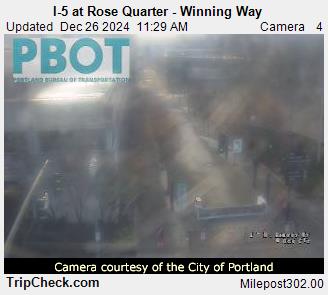 I-5 at Rose Quarter - Winning Way
Updated Dec 26 2024 11:29 AM Camera 4
PBOT
PORTLAND BUREAU OF TRANSPORTATION
Camera courtesy of the City of Portland
TripCheck.com Milepost302.00